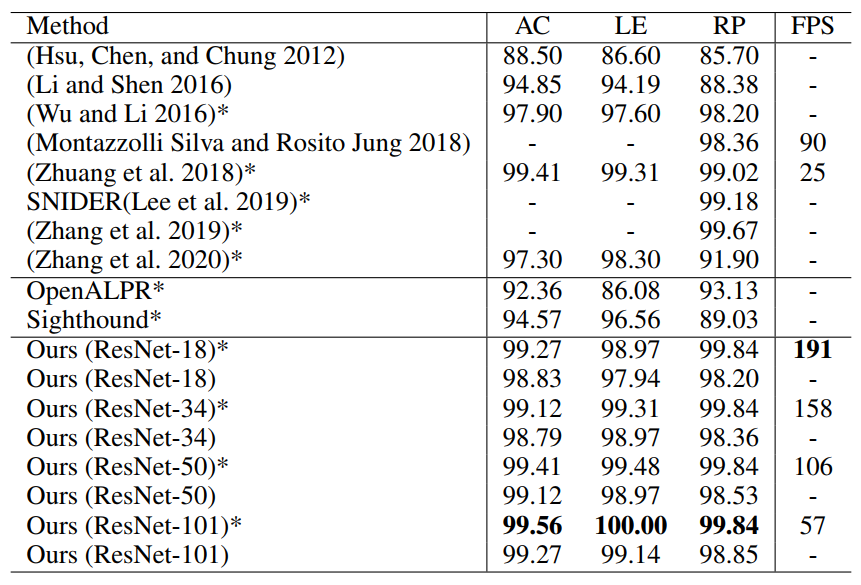 Method AC LE RP FPS
(Hsu, Chen, and Chung 2012) 88.50 86.60 85.70 -
(Li and Shen 2016) 94.85 94.19 88.38 -
(Wu and Li 2016)* 97.90 97.60 98.20 -
(Montazzolli Silva and Rosito Jung 2018) - - 98.36 90
(Zhuang et al. 2018)* 99.41 99.31 99.02 25
SNIDER(Lee et al. 2019)* - - 99.18 -
(Zhang et al. 2019)* - - 99.67 -
(Zhang et al. 2020)* 97.30 98.30 91.90 -
OpenALPR* 92.36 86.08 93.13 -
Sighthound* 94.57 96.56 89.03 -
Ours (ResNet-18)* 99.27 98.97 99.84 191
Ours (ResNet-18) 98.83 97.94 98.20 -
Ours (ResNet-34)* 99.12 99.31 99.84 158
Ours (ResNet-34) 98.79 98.97 98.36 -
Ours (ResNet-50)* 99.41 99.48 99.84 106
Ours (ResNet-50) 99.12 98.97 98.53 -
Ours (ResNet-101)* 99.56 100.00 99.84 57
Ours (ResNet-101) 99.27 99.14 98.85 -